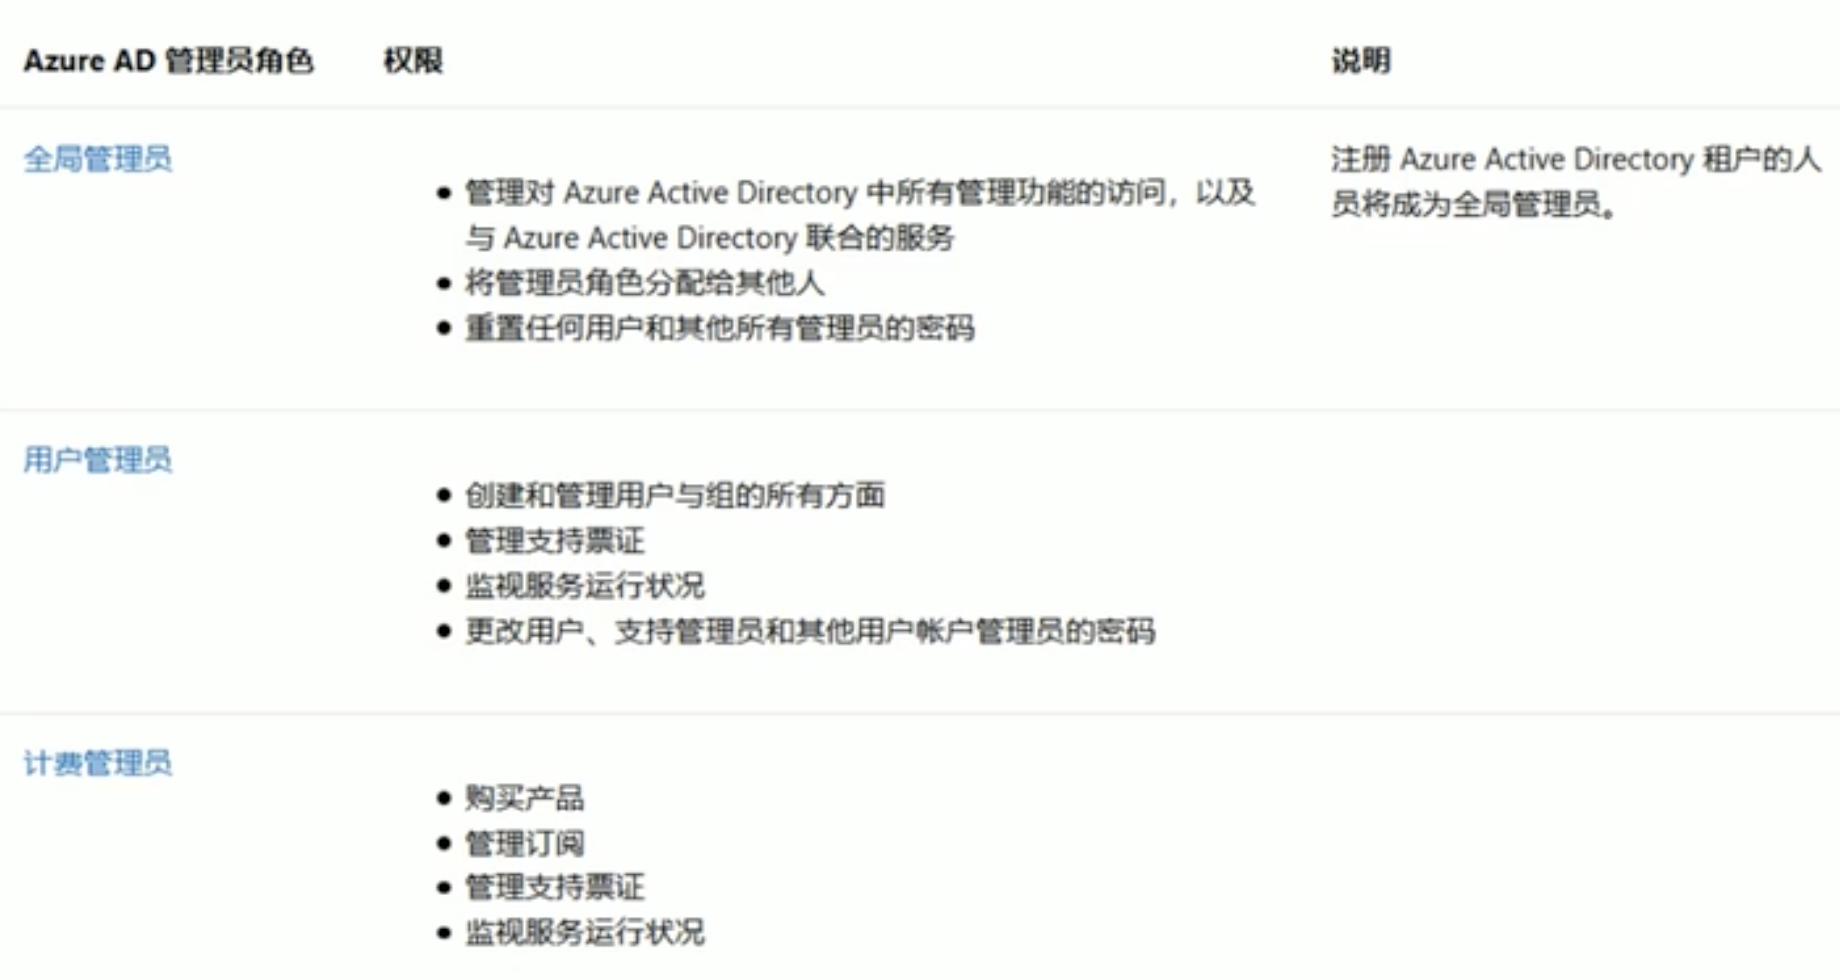 Azure AD 管理员角色 权限 说明
全局管理员
● 管理对 Azure Active Directory 中所有管理功能的访问，以及
与 Azure Active Directory 联合的服务
● 将管理员角色分配给其他人
● 重置任何用户和其他所有管理员的密码
注册 Azure Active Directory 租户的人
员将成为全局管理员。
用户管理员
● 创建和管理用户与组的所有方面
● 管理支持票证
● 监视服务运行状况
● 更改用户、支持管理员和其他用户帐户管理员的密码
计费管理员
● 购买产品
● 管理订阅
● 管理支持票证
● 监视服务运行状况